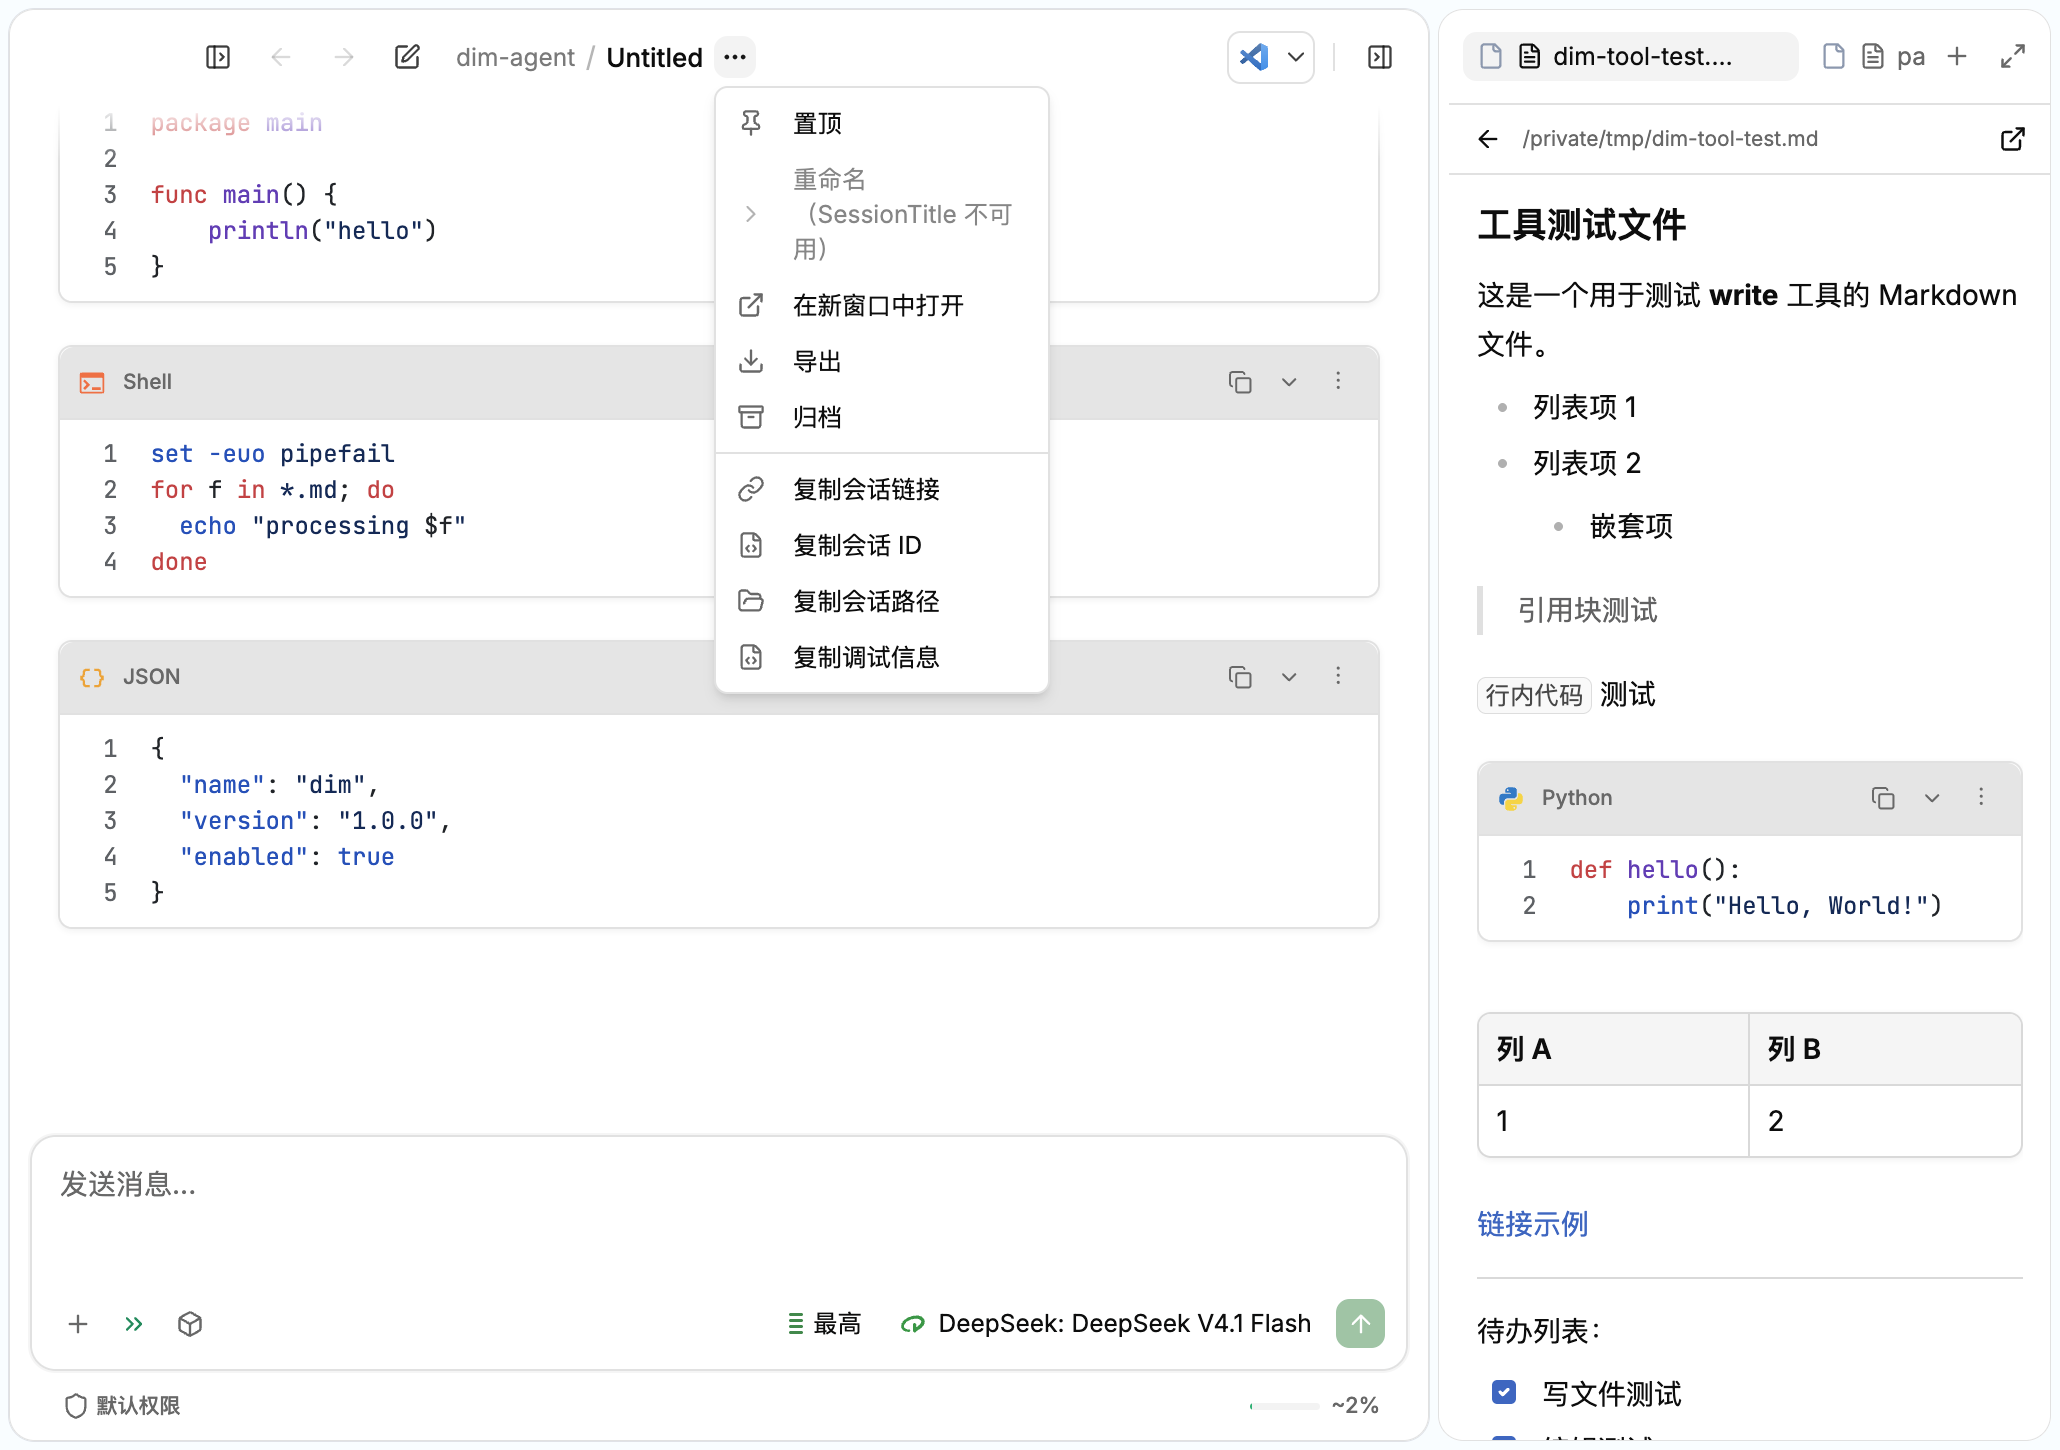 dim-agent / Untitled
1 package main
2
3 func main() {
4     println("hello")
5 }
置顶
重命名
（SessionTitle 不可
用）
在新窗口中打开
导出
归档
复制会话链接
复制会话 ID
复制会话路径
复制调试信息
Shell
1 set -euo pipefail
2 for f in *.md; do
3   echo "processing $f"
4 done
JSON
1 {
2   "name": "dim",
3   "version": "1.0.0",
4   "enabled": true
5 }
发送消息...
最高
DeepSeek: DeepSeek V4.1 Flash
默认权限
~2%
dim-tool-test....
pa
/private/tmp/dim-tool-test.md
工具测试文件
这是一个用于测试 write 工具的 Markdown
文件。
列表项 1
列表项 2
嵌套项
引用块测试
行内代码 测试
Python
1 def hello():
2     print("Hello, World!")
列 A 列 B
1 2
链接示例
待办列表：
写文件测试